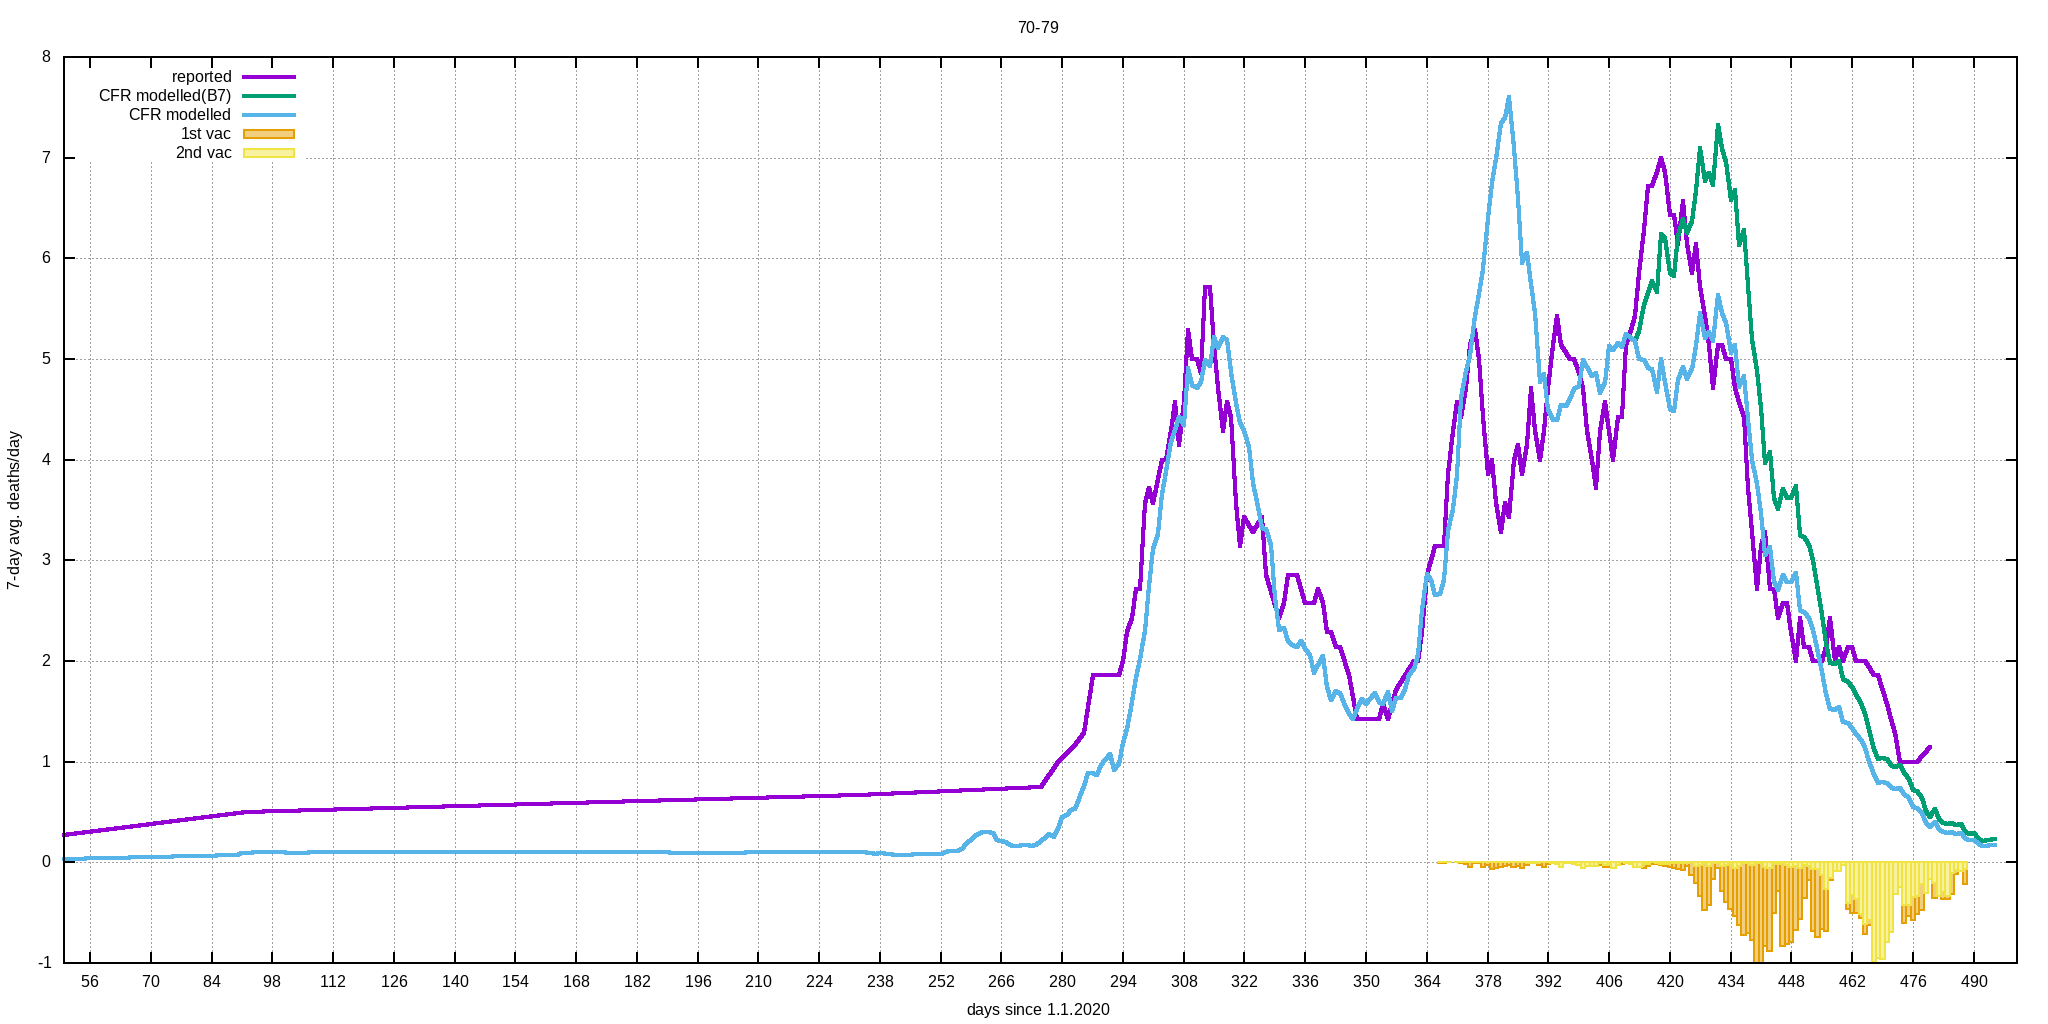 70-79
reported
CFR modelled(B7)
CFR modelled
1st vac
2nd vac
8
7
6
5
4
3
2
1
0
-1
7-day avg. deaths/day
56 70 84 98 112 126 140 154 168 182 196 210 224 238 252 266 280 294 308 322 336 350 364 378 392 406 420 434 448 462 476 490
days since 1.1.2020